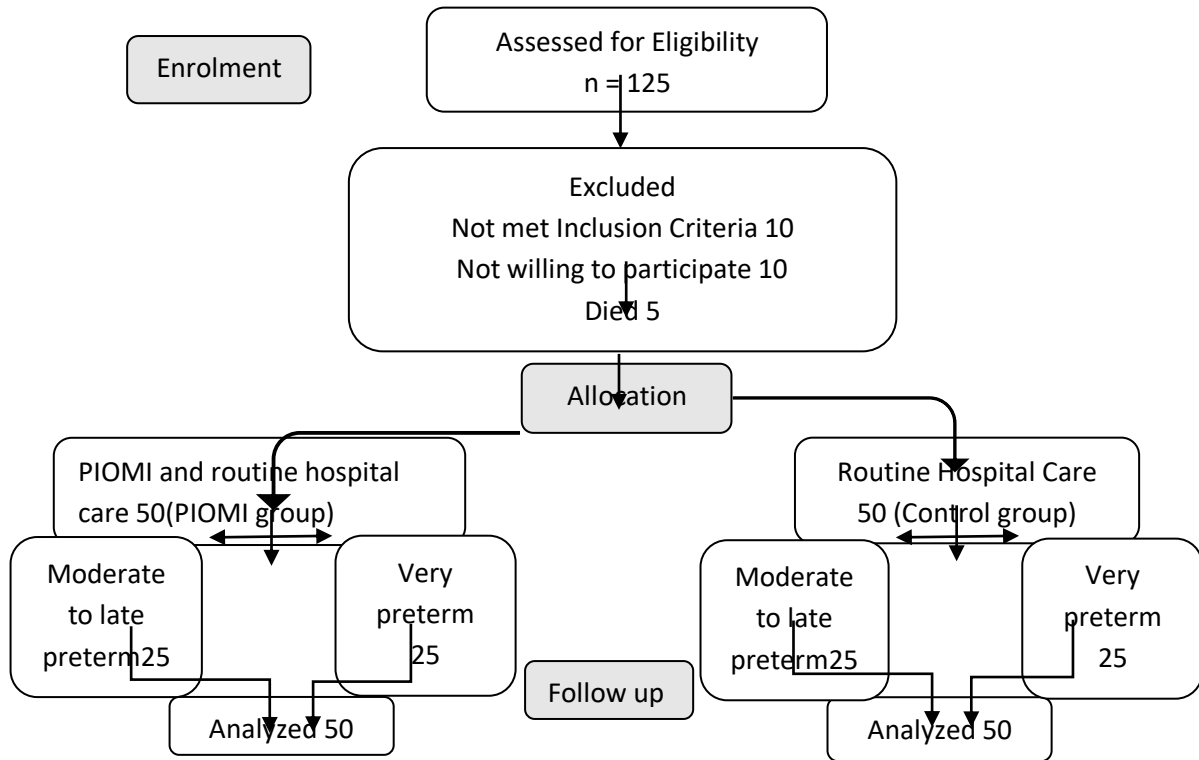 Enrolment
Assessed for Eligibility
n = 125
Excluded
Not met Inclusion Criteria 10
Not willing to participate 10
Died 5
Allocation
PIOMI and routine hospital
care 50(PIOMI group)
Routine Hospital Care
50 (Control group)
Moderate
to late
preterm25
Very
preterm
25
Moderate
to late
preterm25
Very
preterm
25
Follow up
Analyzed 50
Analyzed 50